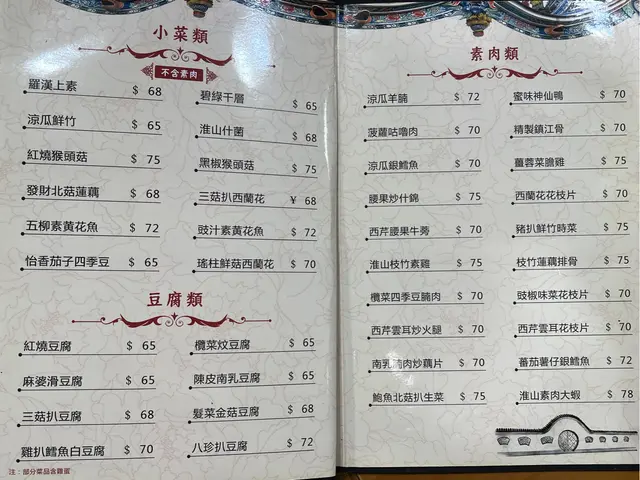 小菜類
不含素肉
羅漢上素 $ 68
涼瓜鮮竹 $ 65
紅燒猴頭菇 $ 75
發財北菇蓮藕 $ 68
五柳素黃花魚 $ 72
怡香茄子四季豆 $ 65
碧綠千層 $ 65
淮山什菌 $ 68
黑椒猴頭菇 $ 75
三菇扒西蘭花 ¥ 68
豉汁素黃花魚 $ 72
瑤柱鮮菇西蘭花 $ 70
豆腐類
紅燒豆腐 $ 65
麻婆滑豆腐 $ 65
三菇扒豆腐 $ 68
雞扒鱈魚白豆腐 $ 70
欖菜炆豆腐 $ 65
陳皮南乳豆腐 $ 65
髮菜金菇豆腐 $ 68
八珍扒豆腐 $ 72
注：部分菜品含雞蛋
素肉類
涼瓜羊腩 $ 72
菠蘿咕嚕肉 $ 70
涼瓜銀鱈魚 $ 70
腰果炒什錦 $ 75
西芹腰果牛蒡 $ 70
淮山枝竹素雞 $ 75
欖菜四季豆腩肉 $ 70
西芹雲耳炒火腿 $ 70
南乳腩肉炒藕片 $ 70
鮑魚北菇扒生菜 $ 75
蜜味神仙鴨 $ 70
精製鎮江骨 $ 70
薑蓉菜膽雞 $ 75
西蘭花花枝片 $ 70
豬扒鮮竹時菜 $ 75
枝竹蓮藕排骨 $ 75
豉椒味菜花枝片 $ 70
西芹雲耳花枝片 $ 70
蕃茄薯仔銀鱈魚 $ 72
淮山素肉大蝦 $ 78